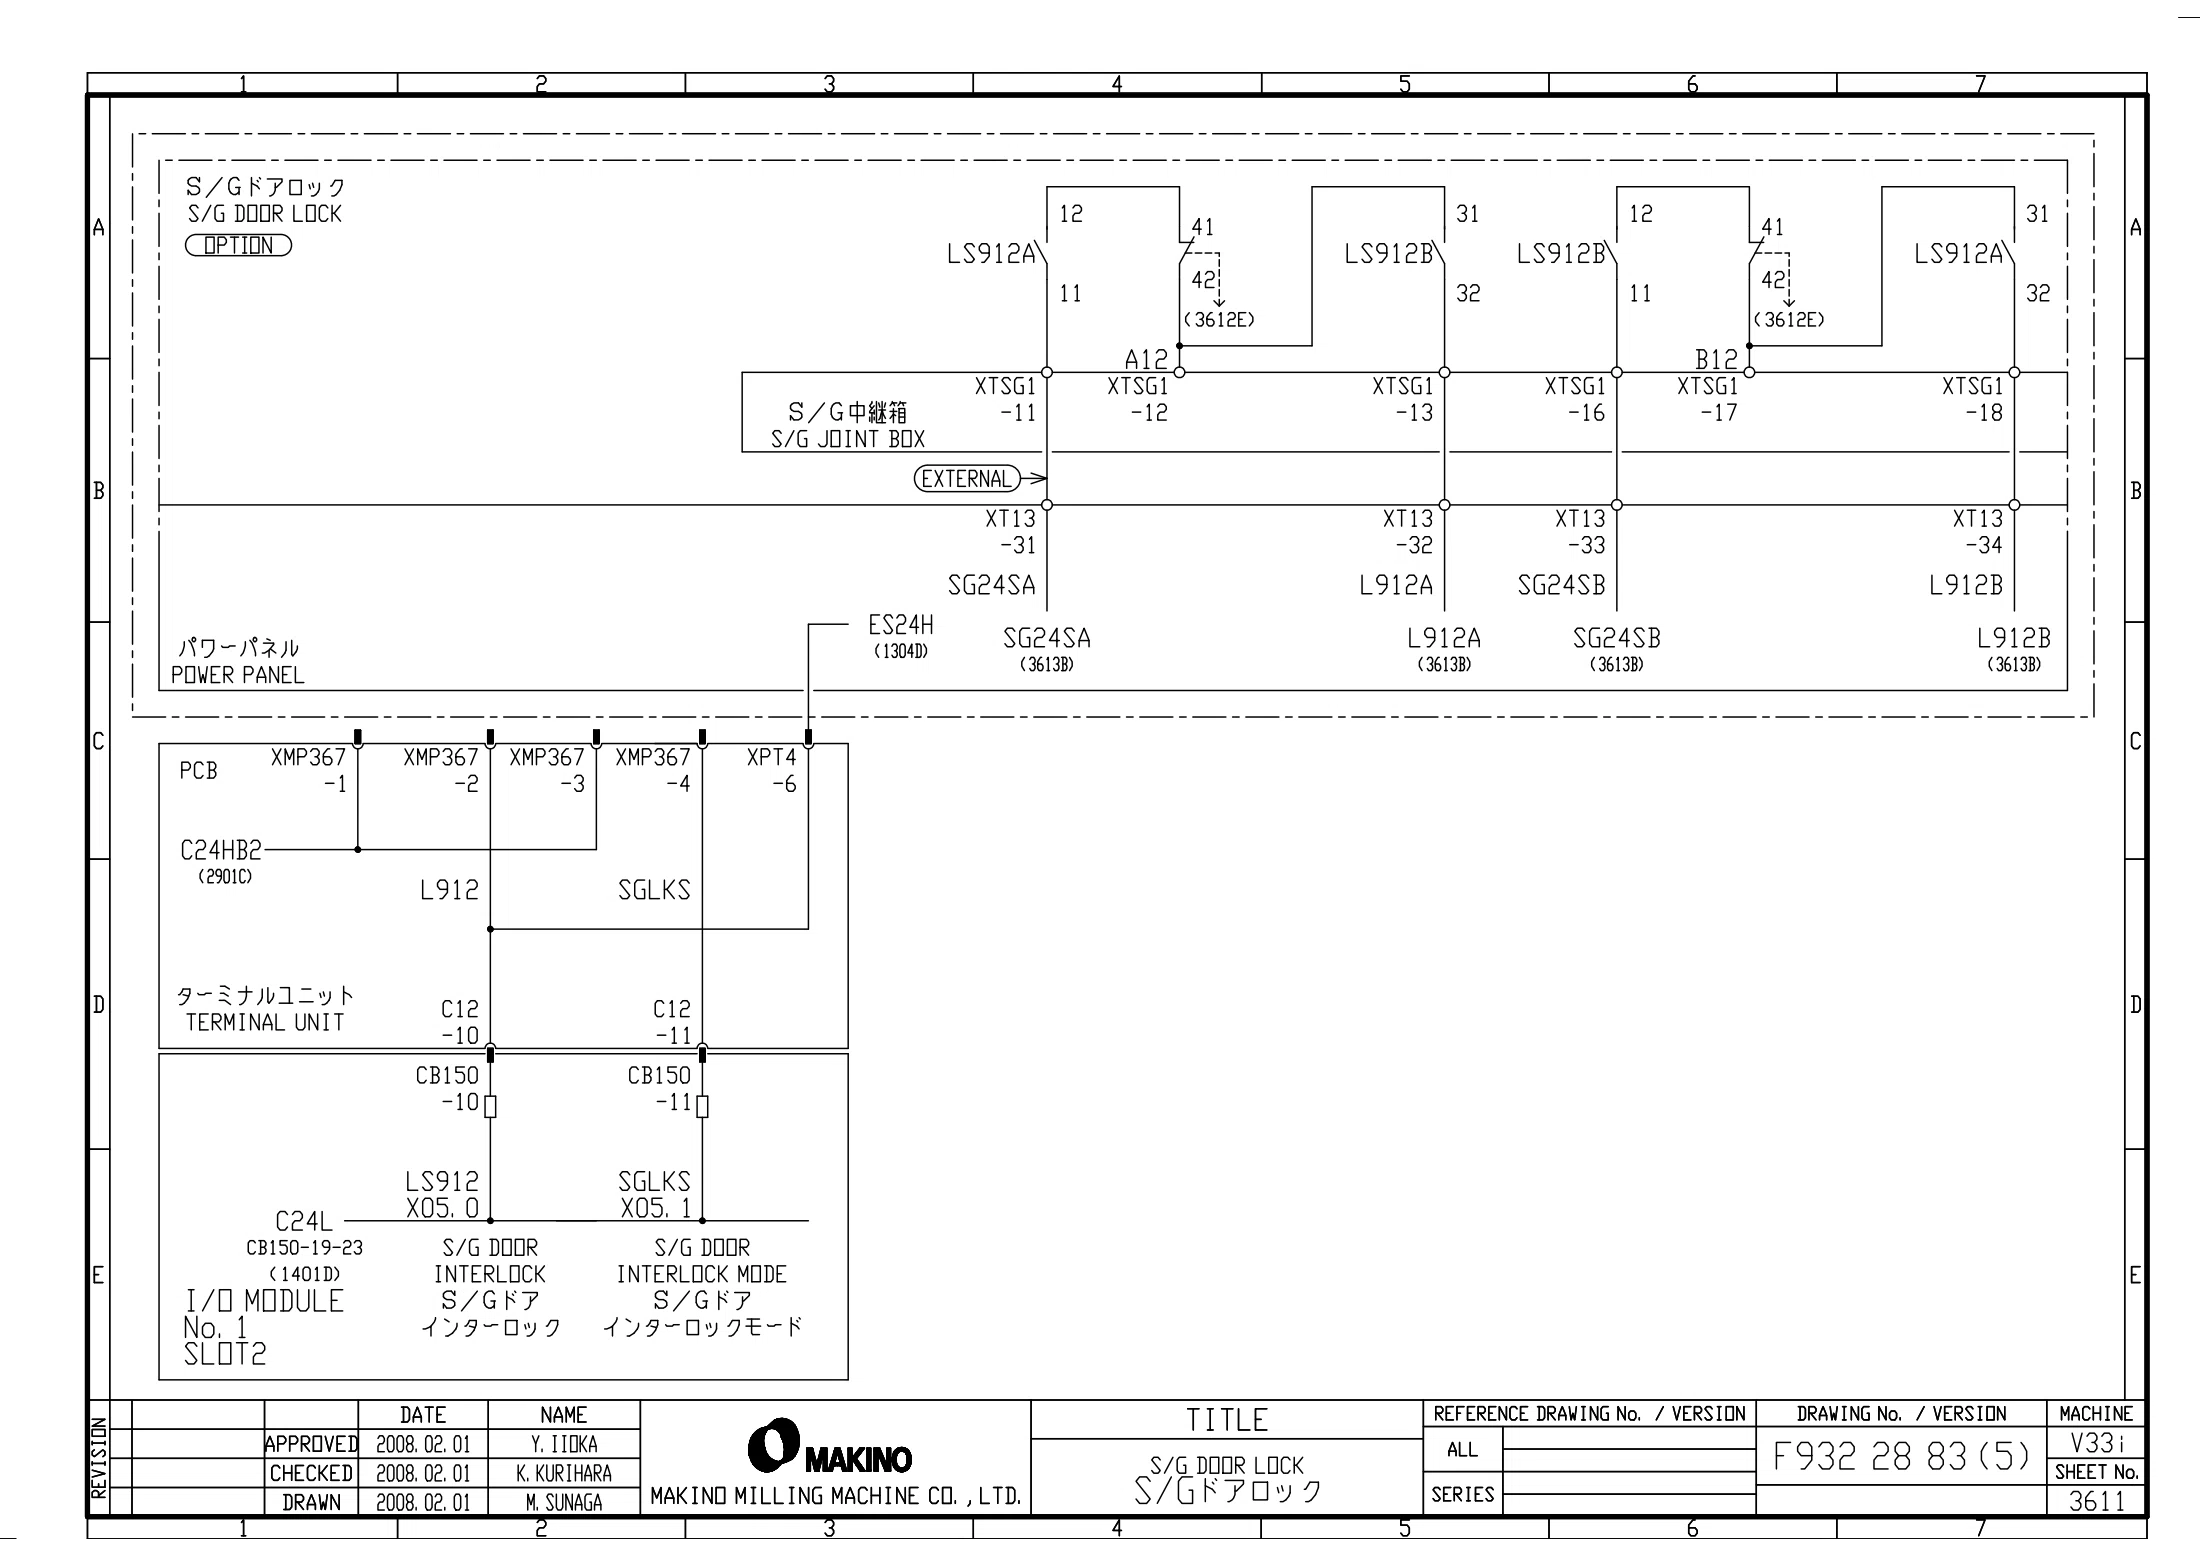 1 2 3 4 5 6 7
A A
B B
C C
D D
E E
S/Gドアロック
S/G DOOR LOCK
OPTION
12 41 31 12 41 31
LS912A LS912B LS912B LS912A
11 42 32 11 42 32
(3612E) (3612E)
A12 B12
XTSG1 XTSG1 XTSG1 XTSG1 XTSG1 XTSG1
-11 -12 -13 -16 -17 -18
S/G中継箱
S/G JOINT BOX
EXTERNAL
XT13 XT13 XT13 XT13
-31 -32 -33 -34
SG24SA L912A SG24SB L912B
SG24SA L912A SG24SB L912B
(3613B) (3613B) (3613B) (3613B)
ES24H
(1304D)
パワーパネル
POWER PANEL
PCB
XMP367 XMP367 XMP367 XMP367 XPT4
-1 -2 -3 -4 -6
C24HB2
(2901C)
L912 SGLKS
ターミナルユニット
TERMINAL UNIT
C12 C12
-10 -11
CB150 CB150
-10 -11
LS912 SGLKS
X05.0 X05.1
C24L
CB150-19-23
(1401D)
I/O MODULE
No.1
SLOT2
S/G DOOR
INTERLOCK
S/Gドア
インターロック
S/G DOOR
INTERLOCK MODE
S/Gドア
インターロックモード
REVISION
DATE NAME
APPROVED 2008.02.01 Y. IIOKA
CHECKED 2008.02.01 K. KURIHARA
DRAWN 2008.02.01 M. SUNAGA
MAKINO
MAKINO MILLING MACHINE CO.,LTD.
TITLE
S/G DOOR LOCK
S/Gドアロック
REFERENCE DRAWING No. / VERSION
ALL
SERIES
DRAWING No. / VERSION
F932 28 83(5)
MACHINE
V33i
SHEET No.
3611
1 2 3 4 5 6 7